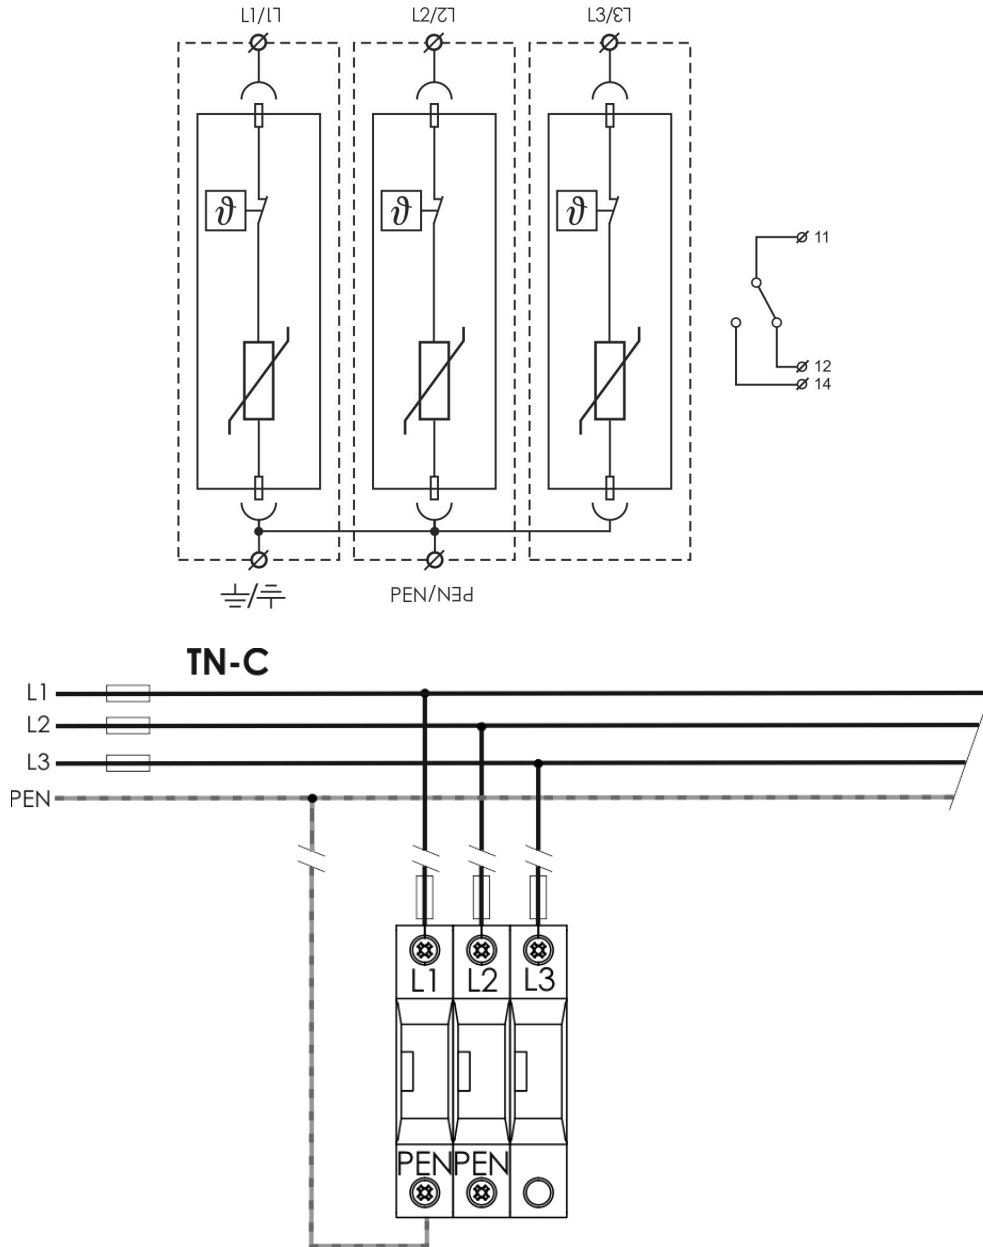 L1/L1
L2/L2
L3/L3
ϑ
ϑ
ϑ
11
12
14
PEN/PEN
TN-C
L1
L2
L3
PEN
L1
L2
L3
PEN
PEN